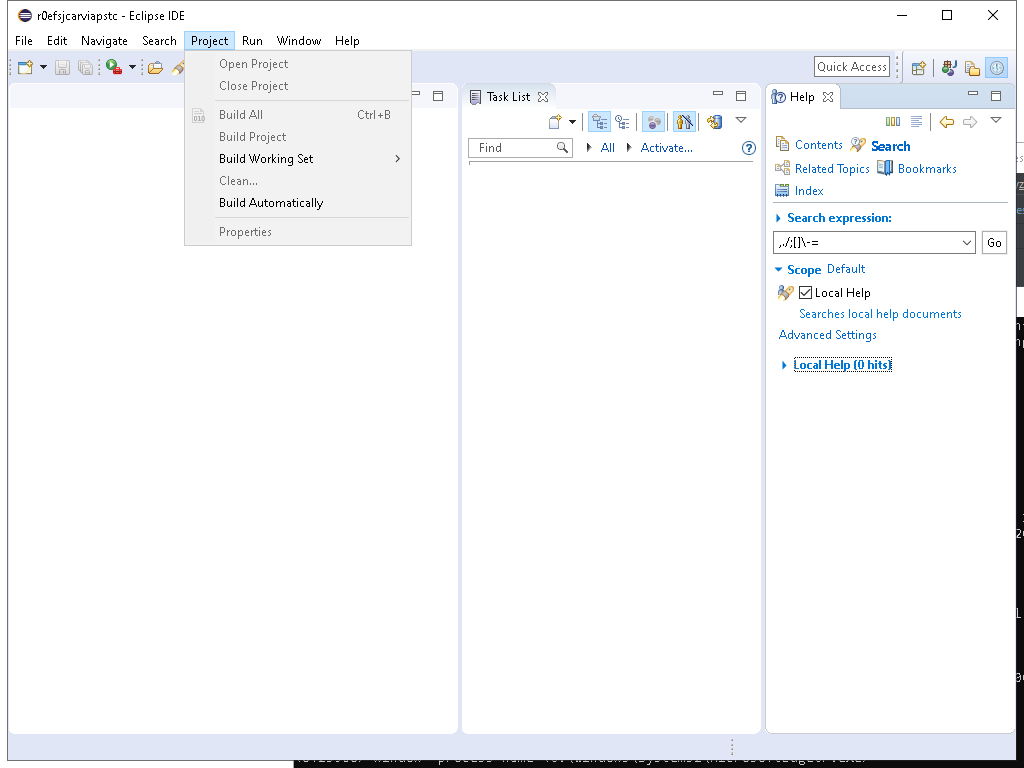 r0efsjcarviapstc - Eclipse IDE
File Edit Navigate Search Project Run Window Help
Quick Access
Open Project
Close Project
Build All Ctrl+B
Build Project
Build Working Set
Clean...
Build Automatically
Properties
Task List
Find All Activate...
Help
Contents Search
Related Topics Bookmarks
Index
Search expression:
,./;[]\-= Go
Scope Default
Local Help
Searches local help documents
Advanced Settings
Local Help (0 hits)